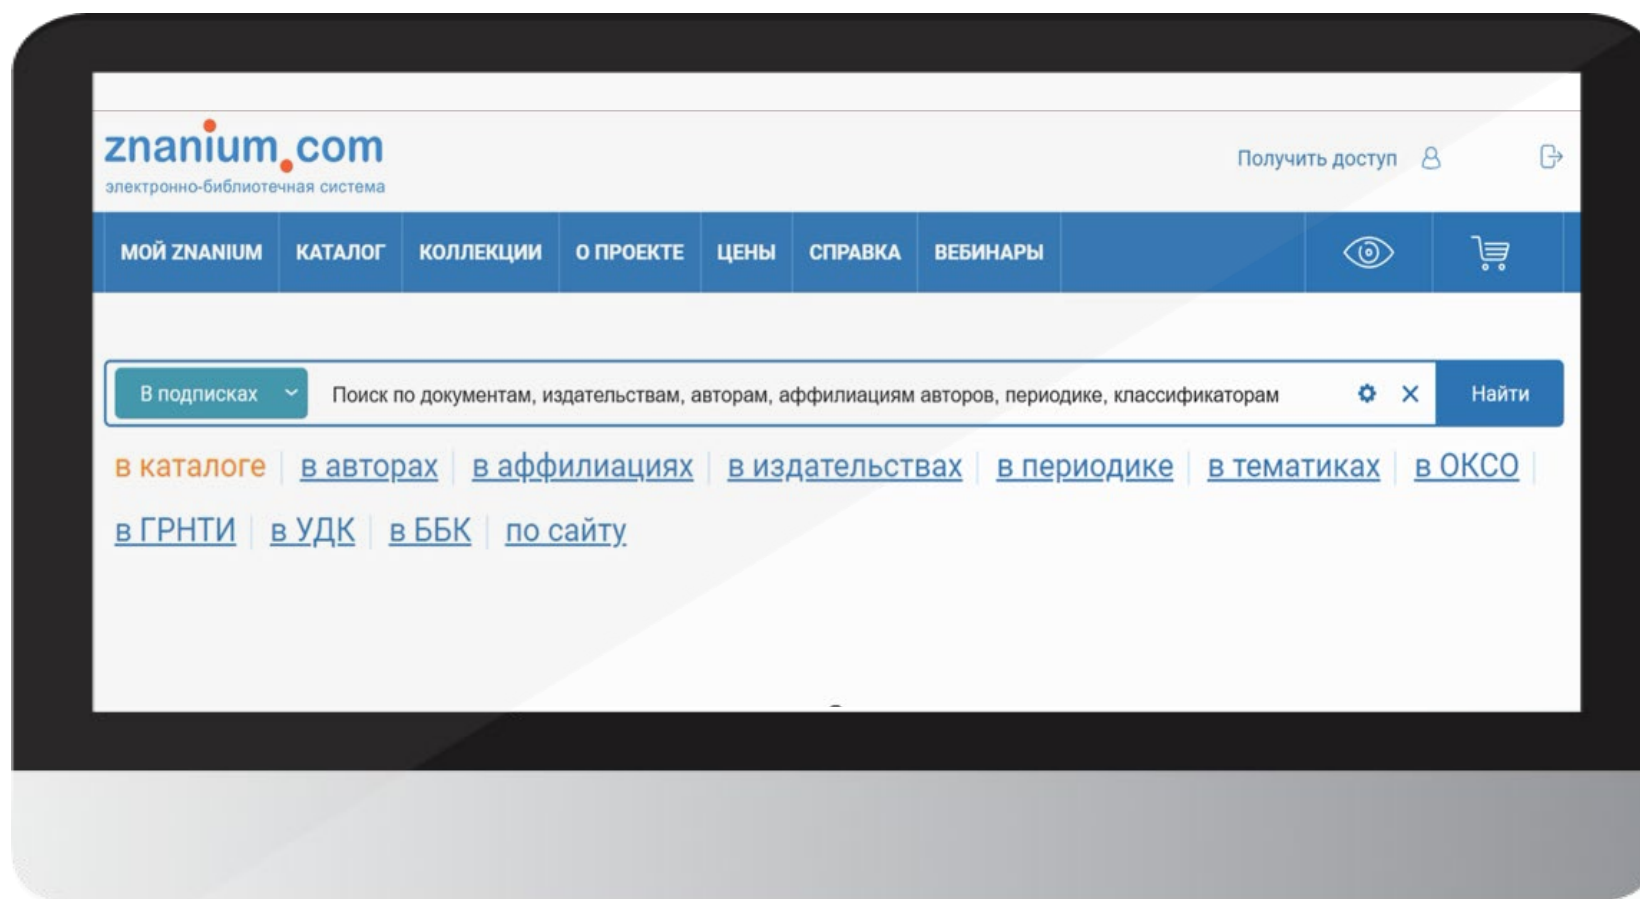 znanium.com
электронно-библиотечная система
Получить доступ
МОЙ ZNANIUM КАТАЛОГ КОЛЛЕКЦИИ О ПРОЕКТЕ ЦЕНЫ СПРАВКА ВЕБИНАРЫ
В подписках Поиск по документам, издательствам, авторам, аффилиациям авторов, периодике, классификаторам Найти
в каталоге в авторах в аффилиациях в издательствах в периодике в тематиках в ОКСО
в ГРНТИ в УДК в ББК по сайту